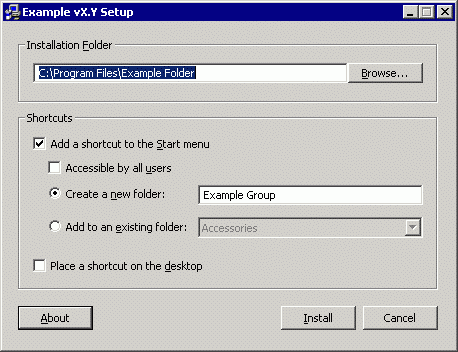 Example vX.Y Setup
Installation Folder
C:\Program Files\Example Folder
Browse...
Shortcuts
Add a shortcut to the Start menu
Accessible by all users
Create a new folder: Example Group
Add to an existing folder: Accessories
Place a shortcut on the desktop
About Install Cancel